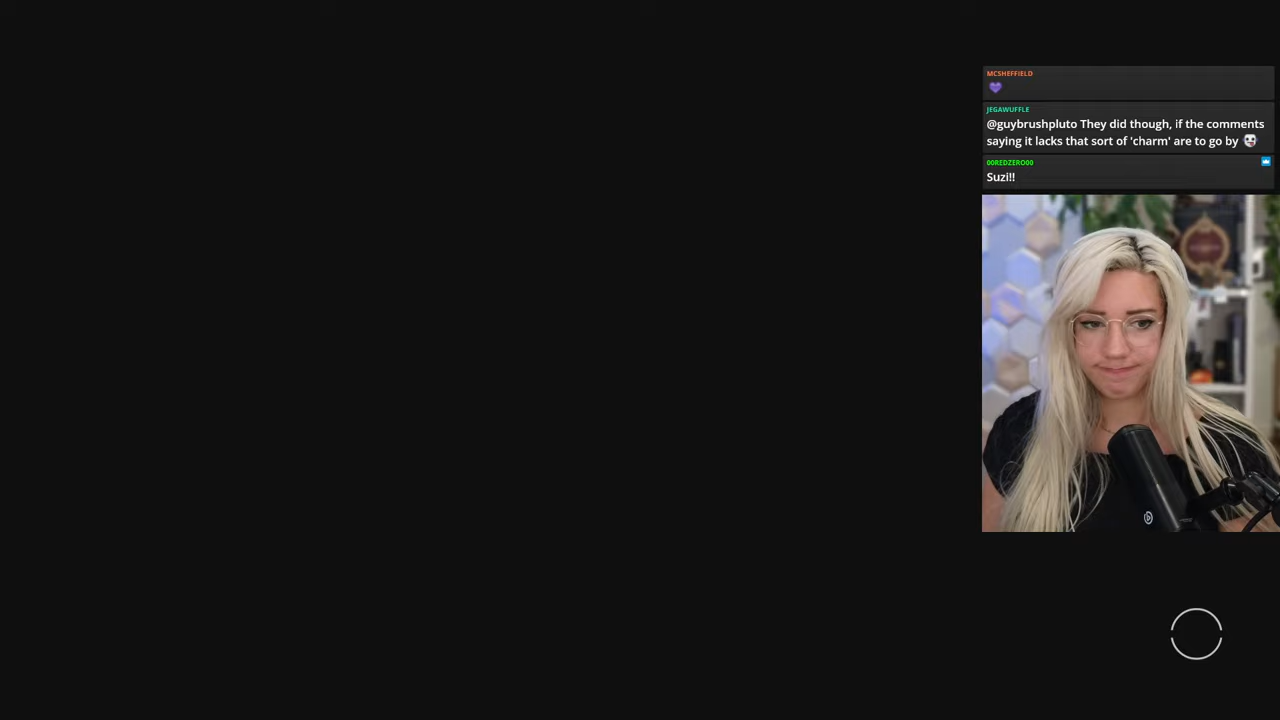 MCSHEFFIELD
JEGAWUFFLE
@guybrushpluto They did though, if the comments
saying it lacks that sort of 'charm' are to go by
00REDZERO00
Suzi!!